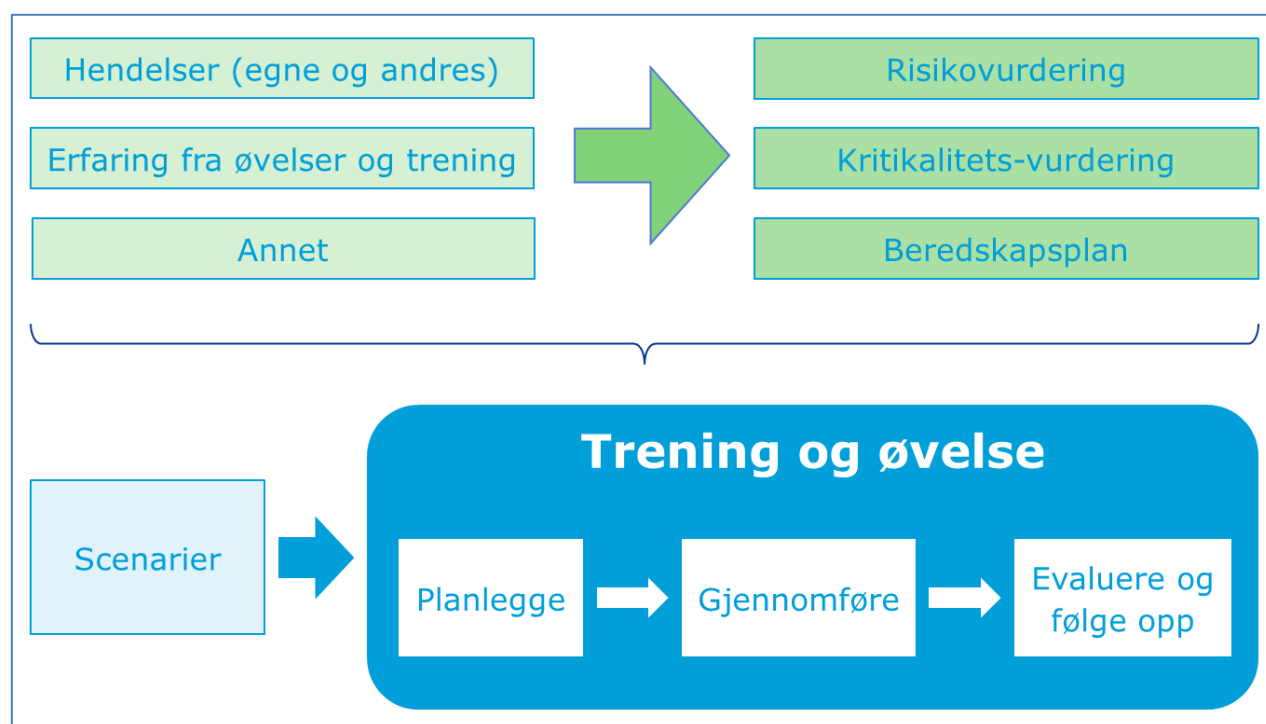 Hendelser (egne og andres)
Erfaring fra øvelser og trening
Annet
Risikovurdering
Kritikalitets-vurdering
Beredskapsplan
Scenarier
Trening og øvelse
Planlegge
Gjennomføre
Evaluere og
følge opp